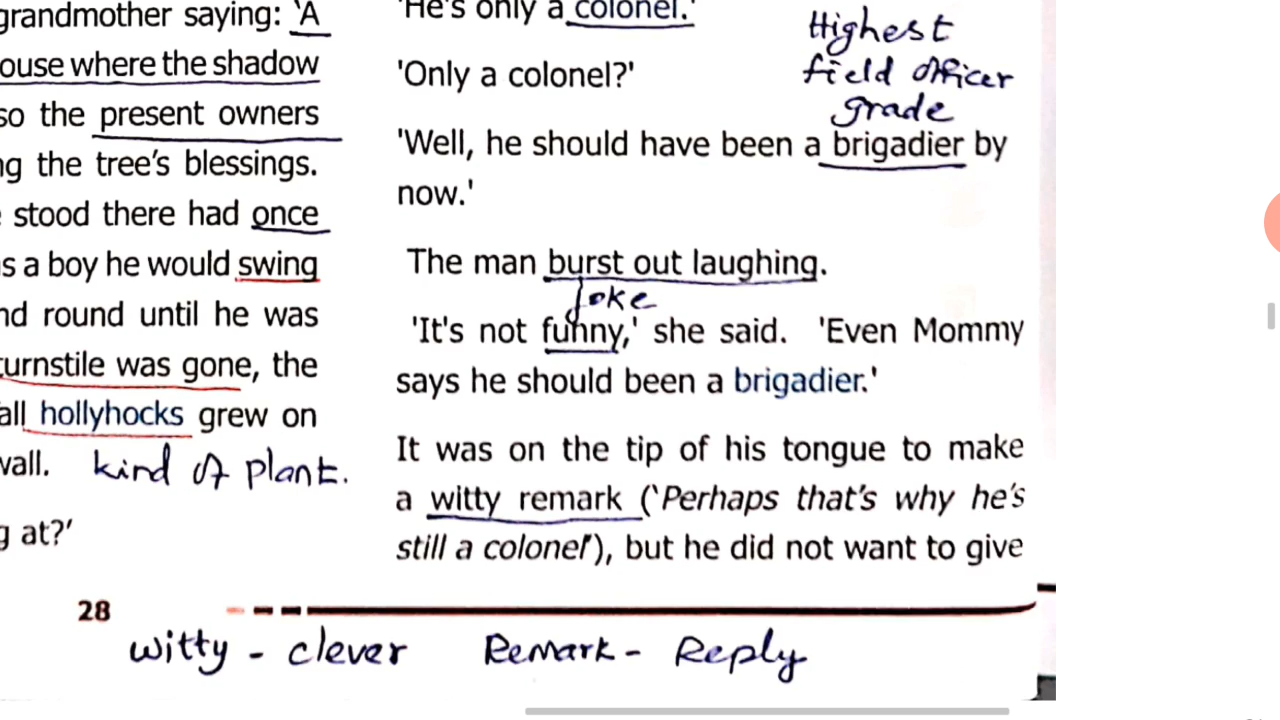 grandmother saying: 'A
ouse where the shadow
so the present owners
ng the tree's blessings.
stood there had once
s a boy he would swing
nd round until he was
turnstile was gone, the
all hollyhocks grew on
wall. kind of plant.
g at?'
'He's only a colonel.'
Highest
field officer
grade
'Only a colonel?'
'Well, he should have been a brigadier by
now.'
The man burst out laughing.
Joke
'It's not funny,' she said. 'Even Mommy
says he should been a brigadier.'
It was on the tip of his tongue to make
a witty remark ('Perhaps that's why he's
still a colonel'), but he did not want to give
28
witty - clever Remark - Reply